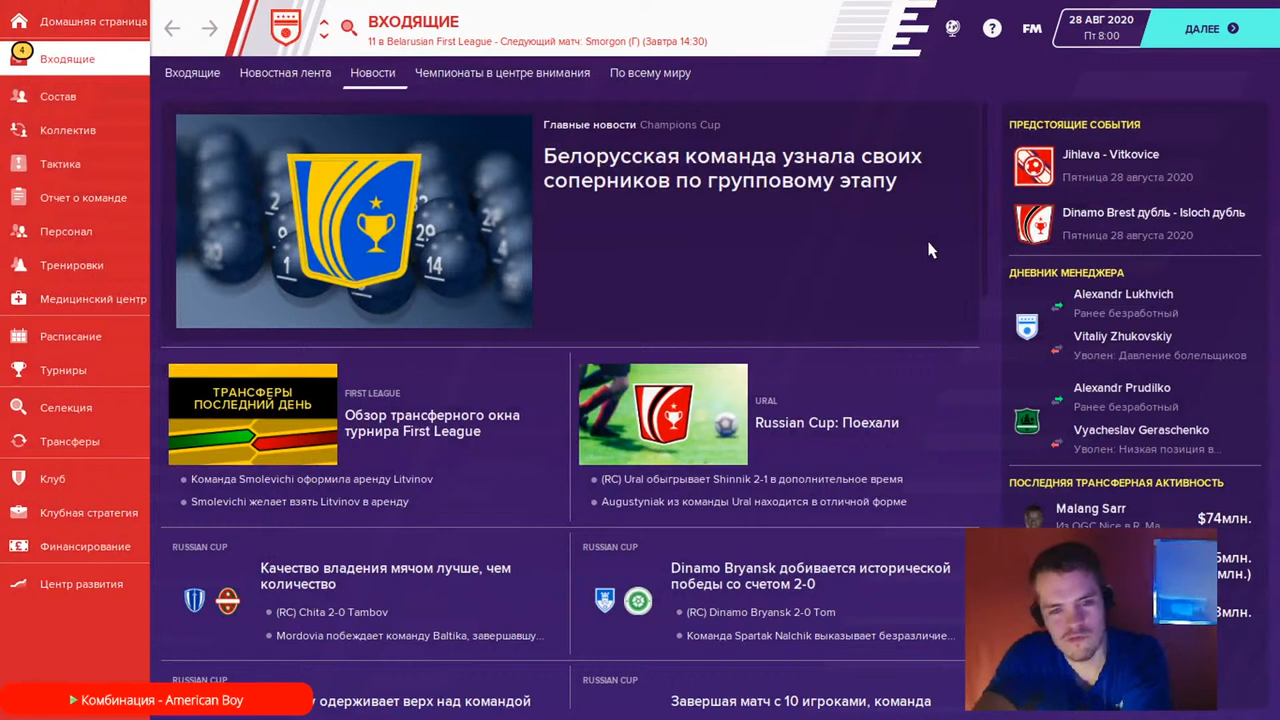 Домашняя страница
4
Входящие
Состав
Коллектив
Тактика
Отчет о команде
Персонал
Тренировки
Медицинский центр
Расписание
Турниры
Селекция
Трансферы
Клуб
Клубная стратегия
Финансирование
Центр развития
ВХОДЯЩИЕ
11 в Belarusian First League - Следующий матч: Smorgon (Г) (Завтра 14:30)
?
FM
28 АВГ 2020
Пт 8:00
ДАЛЕЕ
Входящие
Новостная лента
Новости
Чемпионаты в центре внимания
По всему миру
29
9
1
14
Главные новости Champions Cup
Белорусская команда узнала своих
соперников по групповому этапу
ТРАНСФЕРЫ
ПОСЛЕДНИЙ ДЕНЬ
FIRST LEAGUE
Обзор трансферного окна
турнира First League
Команда Smolevichi оформила аренду Litvinov
Smolevichi желает взять Litvinov в аренду
URAL
Russian Cup: Поехали
(RC) Ural обыгрывает Shinnik 2-1 в дополнительное время
Augustyniak из команды Ural находится в отличной форме
RUSSIAN CUP
Качество владения мячом лучше, чем
количество
(RC) Chita 2-0 Tambov
Mordovia побеждает команду Baltika, завершавшу...
RUSSIAN CUP
Dinamo Bryansk добивается исторической
победы со счетом 2-0
(RC) Dinamo Bryansk 2-0 Tom
Команда Spartak Nalchik выказывает безразличие...
RUSSIAN CUP
одерживает верх над командой
RUSSIAN CUP
Завершая матч с 10 игроками, команда
ПРЕДСТОЯЩИЕ СОБЫТИЯ
Jihlava - Vitkovice
Пятница 28 августа 2020
Dinamo Brest дубль - Isloch дубль
Пятница 28 августа 2020
ДНЕВНИК МЕНЕДЖЕРА
Alexandr Lukhvich
Ранее безработный
Vitaliy Zhukovskiy
Уволен: Давление болельщиков
Alexandr Prudilko
Ранее безработный
Vyacheslav Geraschenko
Уволен: Низкая позиция в...
ПОСЛЕДНЯЯ ТРАНСФЕРНАЯ АКТИВНОСТЬ
Malang Sarr
Из OGC Nice в R. Ma...
$74млн.
Комбинация - American Boy